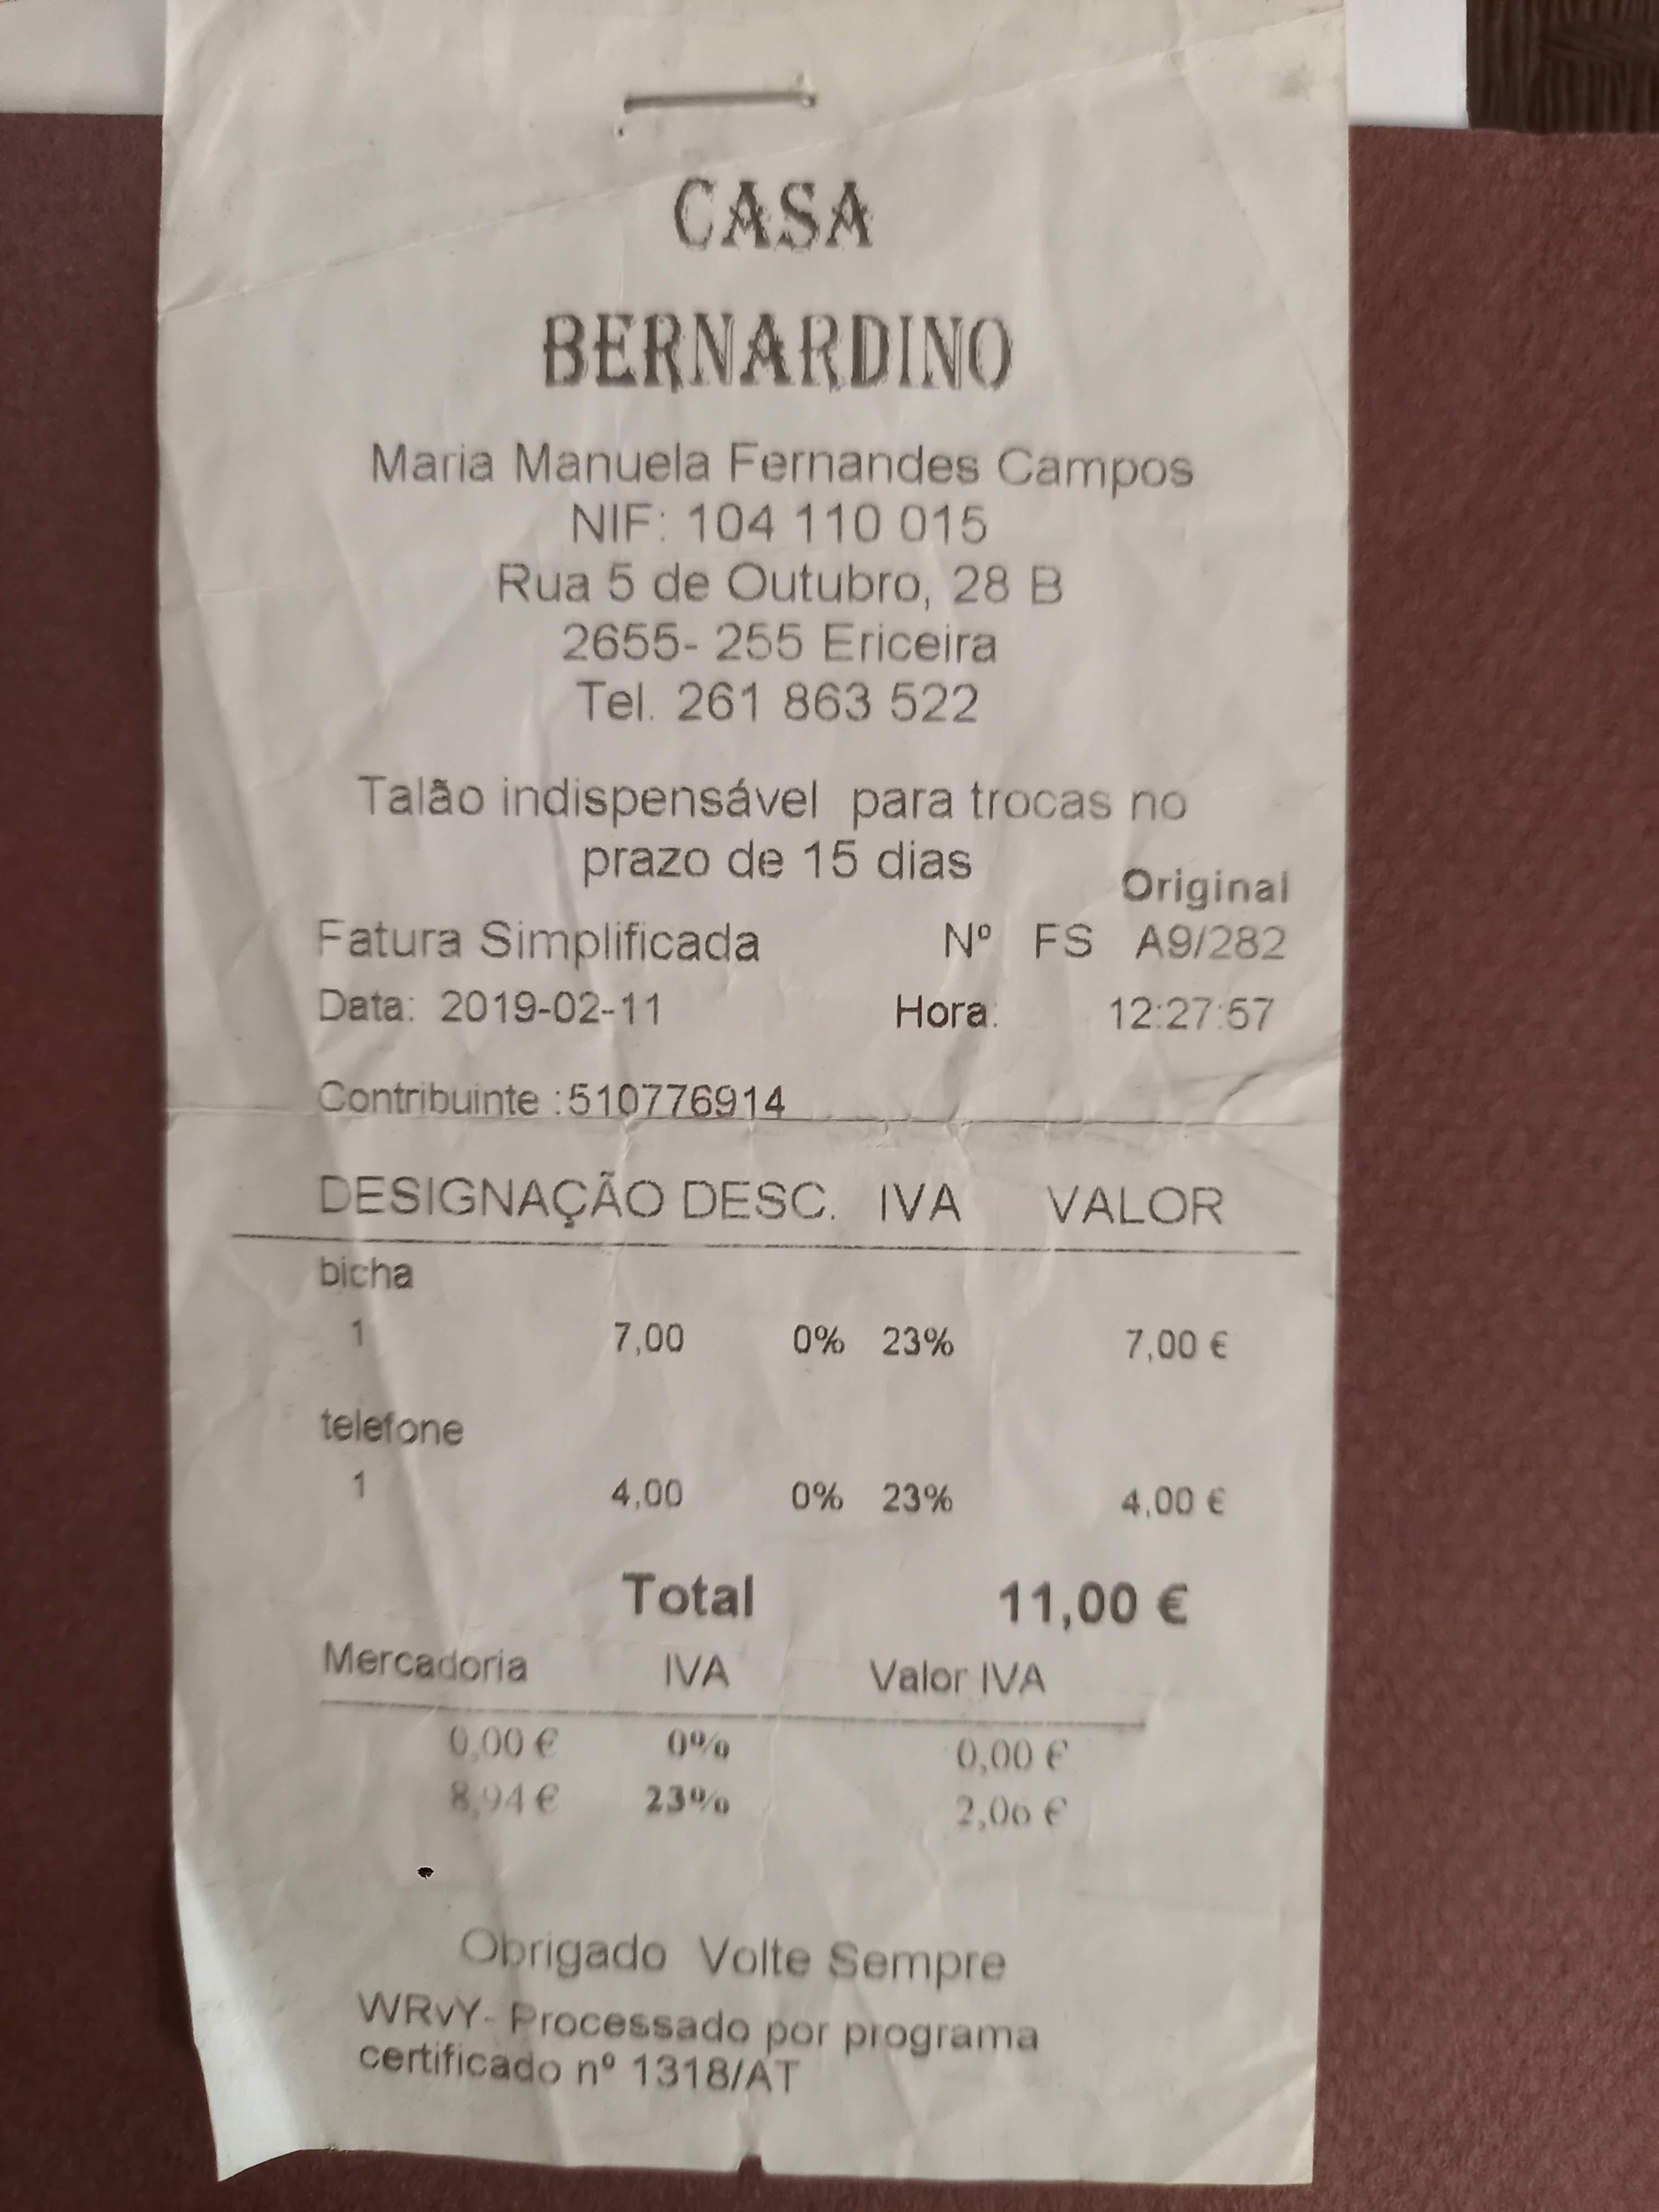 CASA
BERNARDINO
Maria Manuela Fernandes Campos
NIF: 104 110 015
Rua 5 de Outubro, 28 B
2655- 255 Ericeira
Tel. 261 863 522
Talão indispensável para trocas no
prazo de 15 dias
Original
Fatura Simplificada Nº FS A9/282
Data: 2019-02-11 Hora: 12:27:57
Contribuinte :510776914
DESIGNAÇÃO DESC. IVA VALOR
bicha
1 7,00 0% 23% 7,00 €
telefone
1 4,00 0% 23% 4,00 €
Total 11,00 €
Mercadoria IVA Valor IVA
0,00 € 0% 0,00 €
8,94 € 23% 2,06 €
Obrigado Volte Sempre
WRvY- Processado por programa
certificado nº 1318/AT